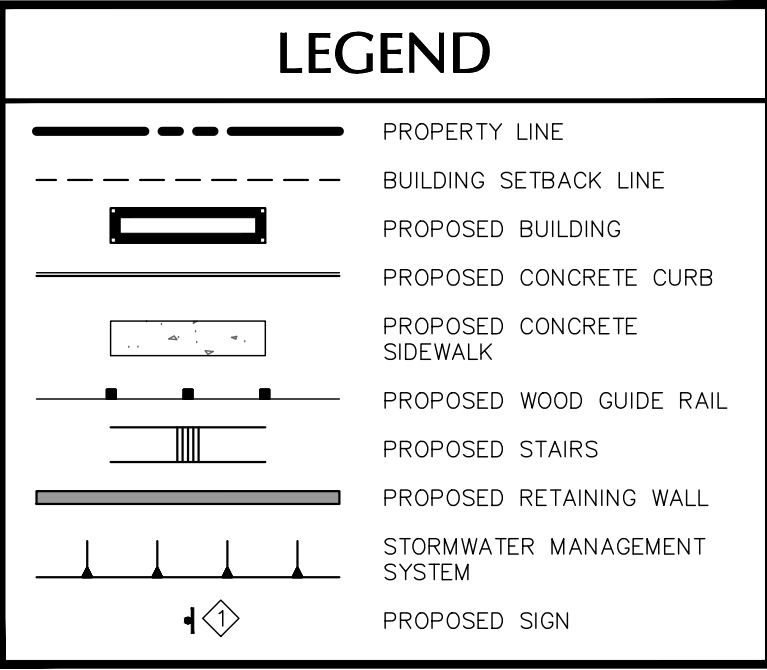 LEGEND
PROPERTY LINE
BUILDING SETBACK LINE
PROPOSED BUILDING
PROPOSED CONCRETE CURB
PROPOSED CONCRETE
SIDEWALK
PROPOSED WOOD GUIDE RAIL
PROPOSED STAIRS
PROPOSED RETAINING WALL
STORMWATER MANAGEMENT
SYSTEM
1 PROPOSED SIGN